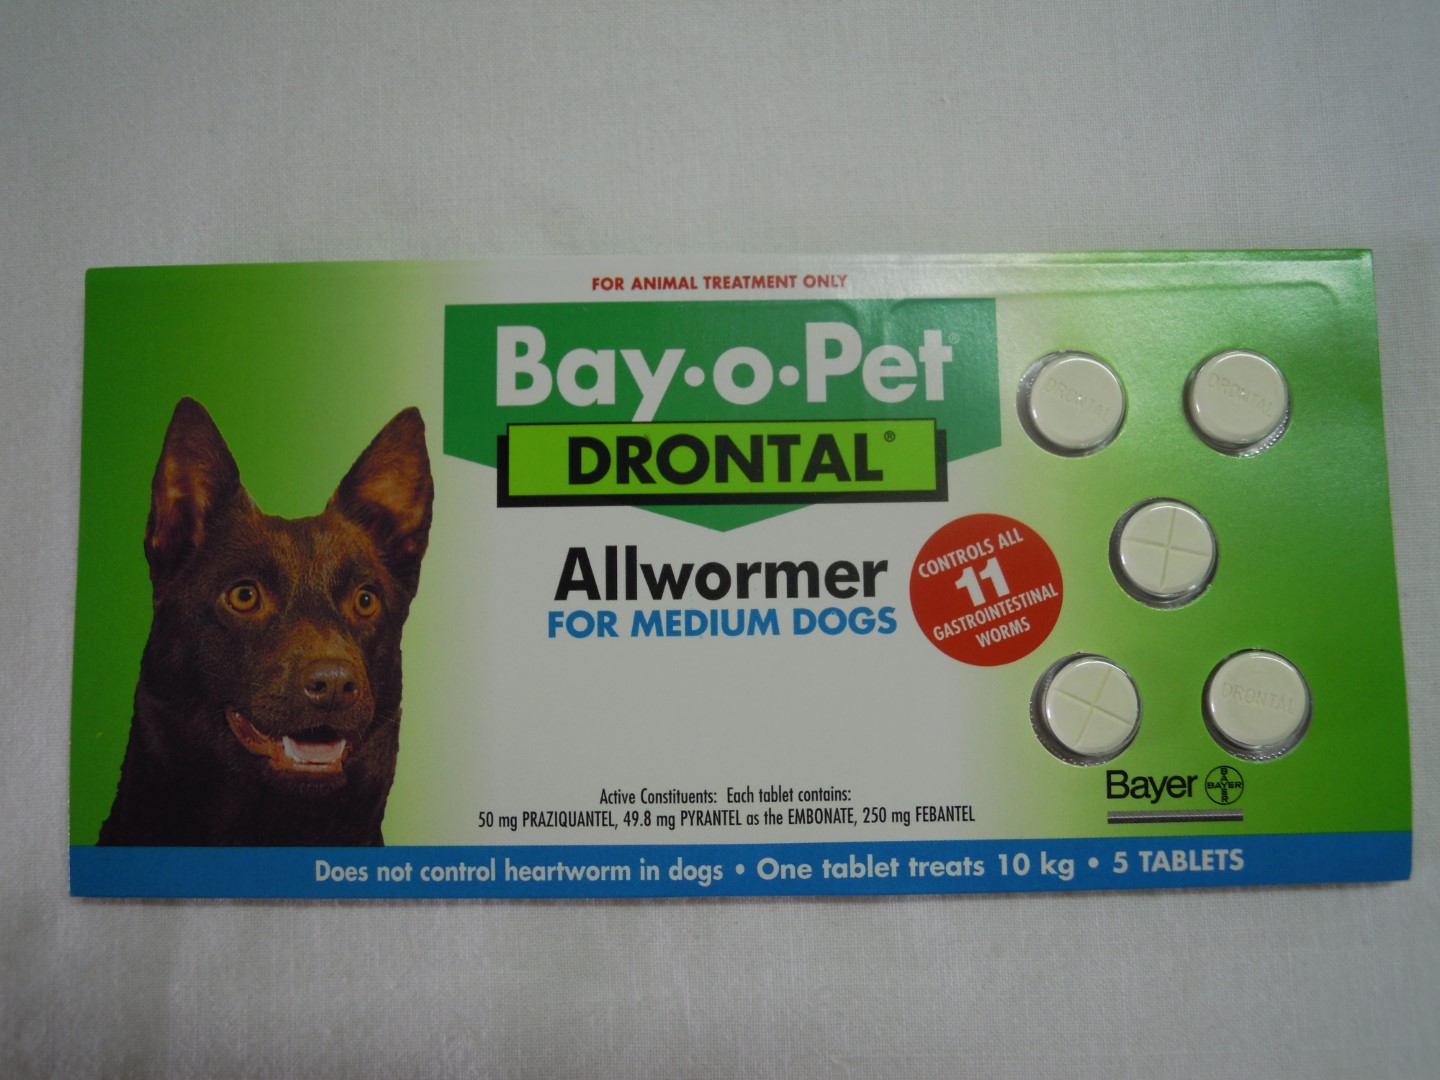 FOR ANIMAL TREATMENT ONLY
Bay·o·Pet®
DRONTAL®
Allwormer
FOR MEDIUM DOGS
CONTROLS ALL
11
GASTROINTESTINAL
WORMS
DRONTAL
DRONTAL
DRONTAL
Active Constituents: Each tablet contains:
50 mg PRAZIQUANTEL, 49.8 mg PYRANTEL as the EMBONATE, 250 mg FEBANTEL
Bayer
BAYER
BAYER
Does not control heartworm in dogs • One tablet treats 10 kg • 5 TABLETS